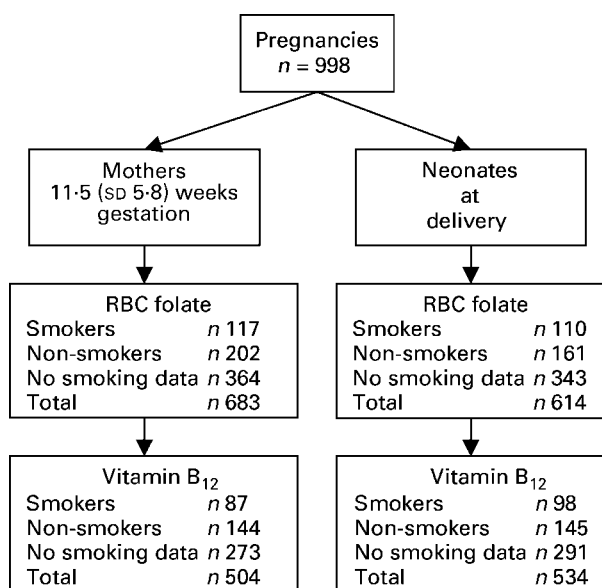 Pregnancies
n = 998
Mothers
11·5 (SD 5·8) weeks
gestation
Neonates
at
delivery
RBC folate
Smokers n 117
Non-smokers n 202
No smoking data n 364
Total n 683
RBC folate
Smokers n 110
Non-smokers n 161
No smoking data n 343
Total n 614
Vitamin B12
Smokers n 87
Non-smokers n 144
No smoking data n 273
Total n 504
Vitamin B12
Smokers n 98
Non-smokers n 145
No smoking data n 291
Total n 534